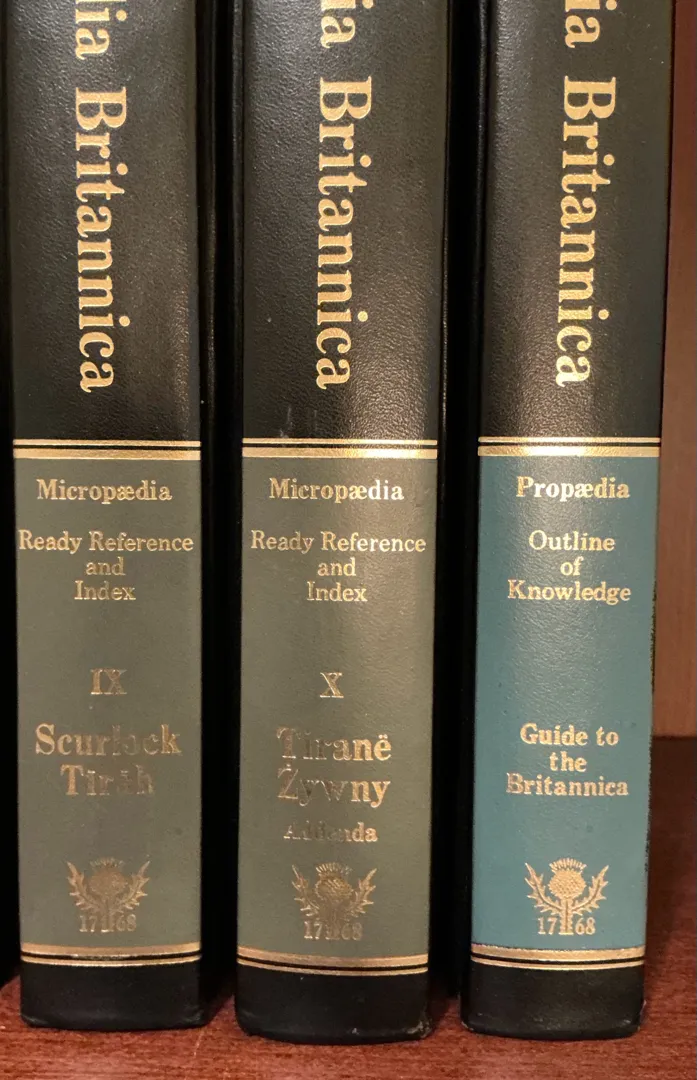 ia Britannica
Micropædia
Ready Reference
and
Index
IX
Scurlock
Tīrāh
1768
ia Britannica
Micropædia
Ready Reference
and
Index
X
Tiranë
Żywny
Addenda
1768
ia Britannica
Propædia
Outline
of
Knowledge
Guide to
the
Britannica
1768